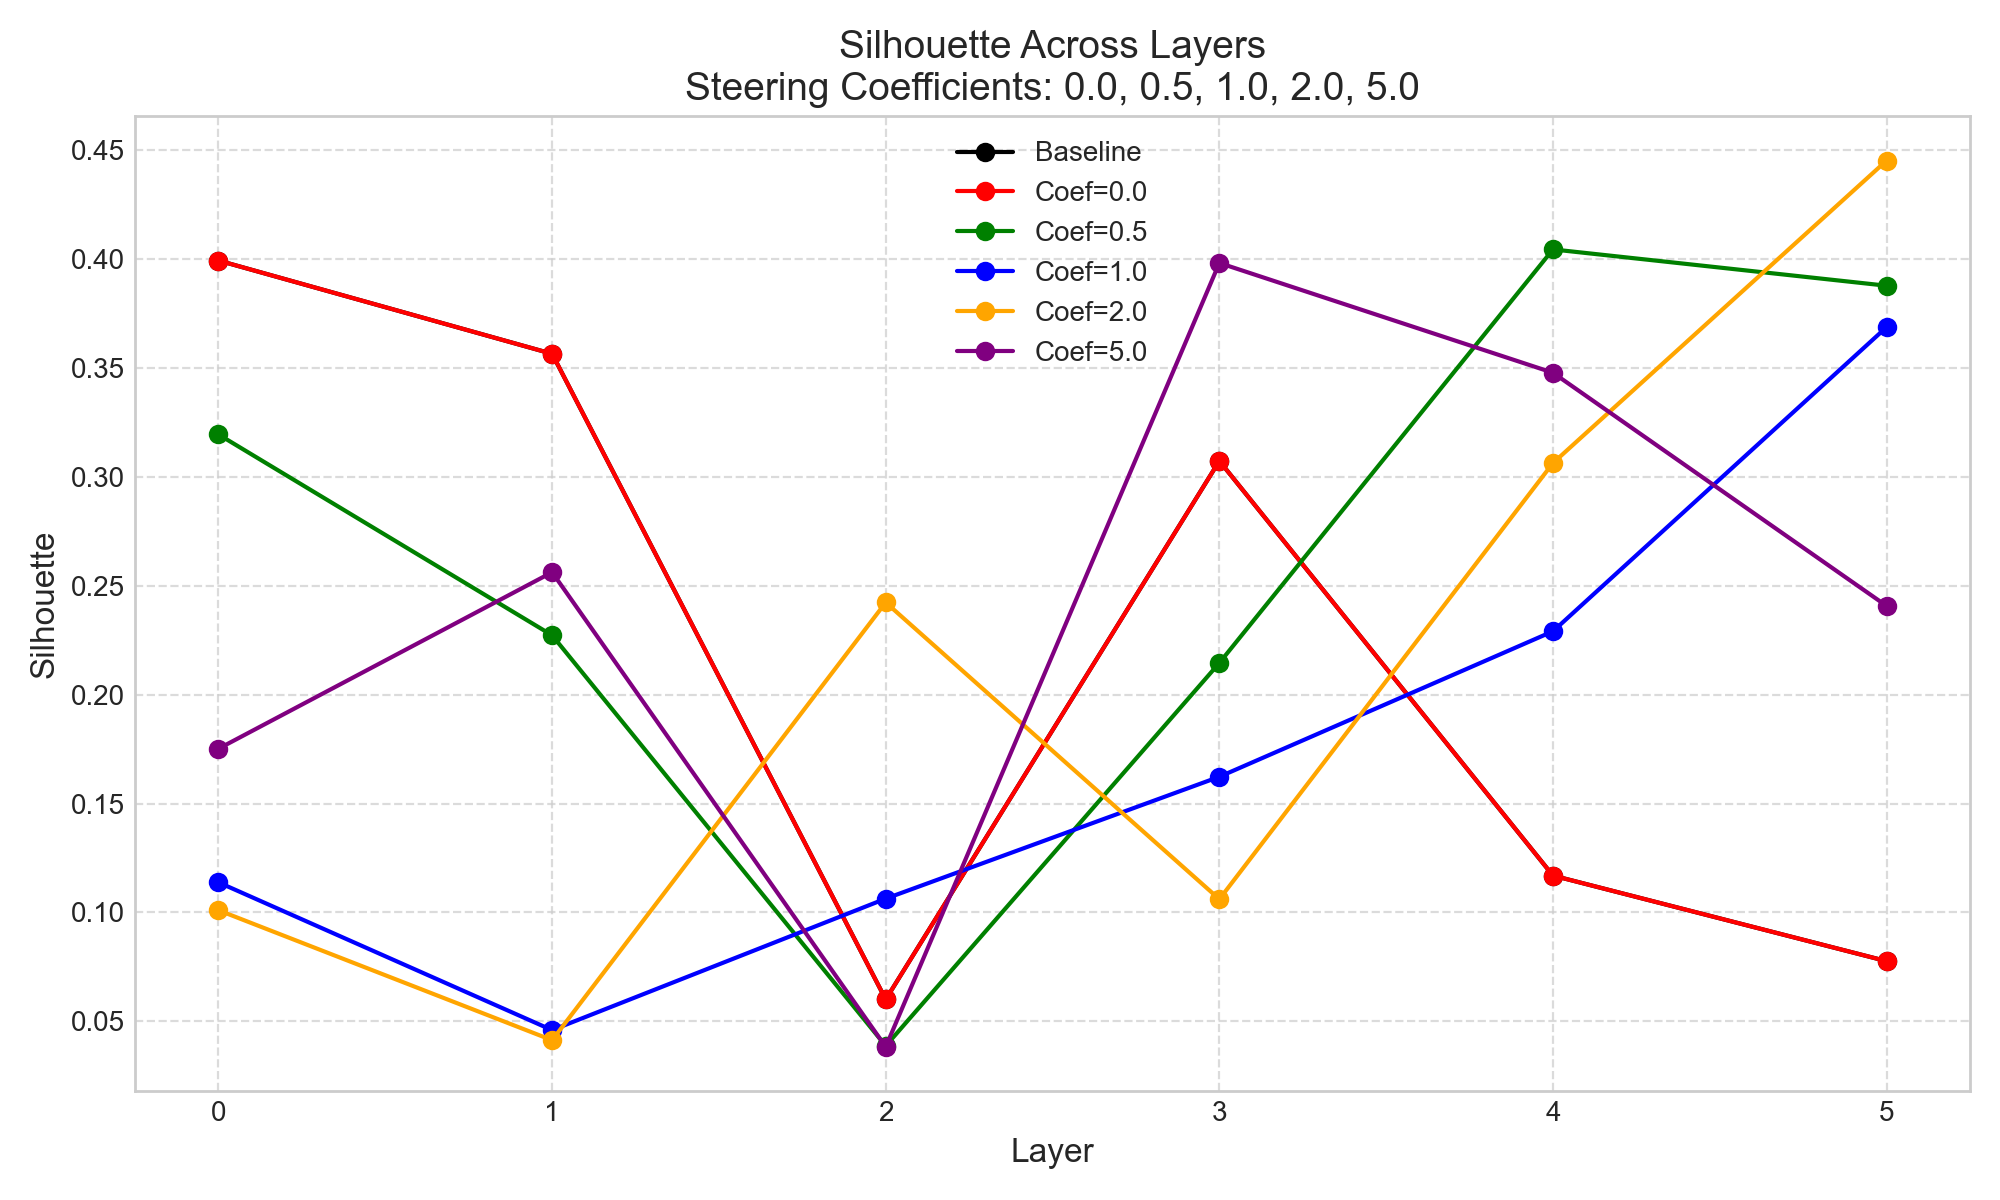 Silhouette Across Layers
Steering Coefficients: 0.0, 0.5, 1.0, 2.0, 5.0
Baseline
Coef=0.0
Coef=0.5
Coef=1.0
Coef=2.0
Coef=5.0
0.45
0.40
0.35
0.30
0.25
0.20
0.15
0.10
0.05
Silhouette
0 1 2 3 4 5
Layer